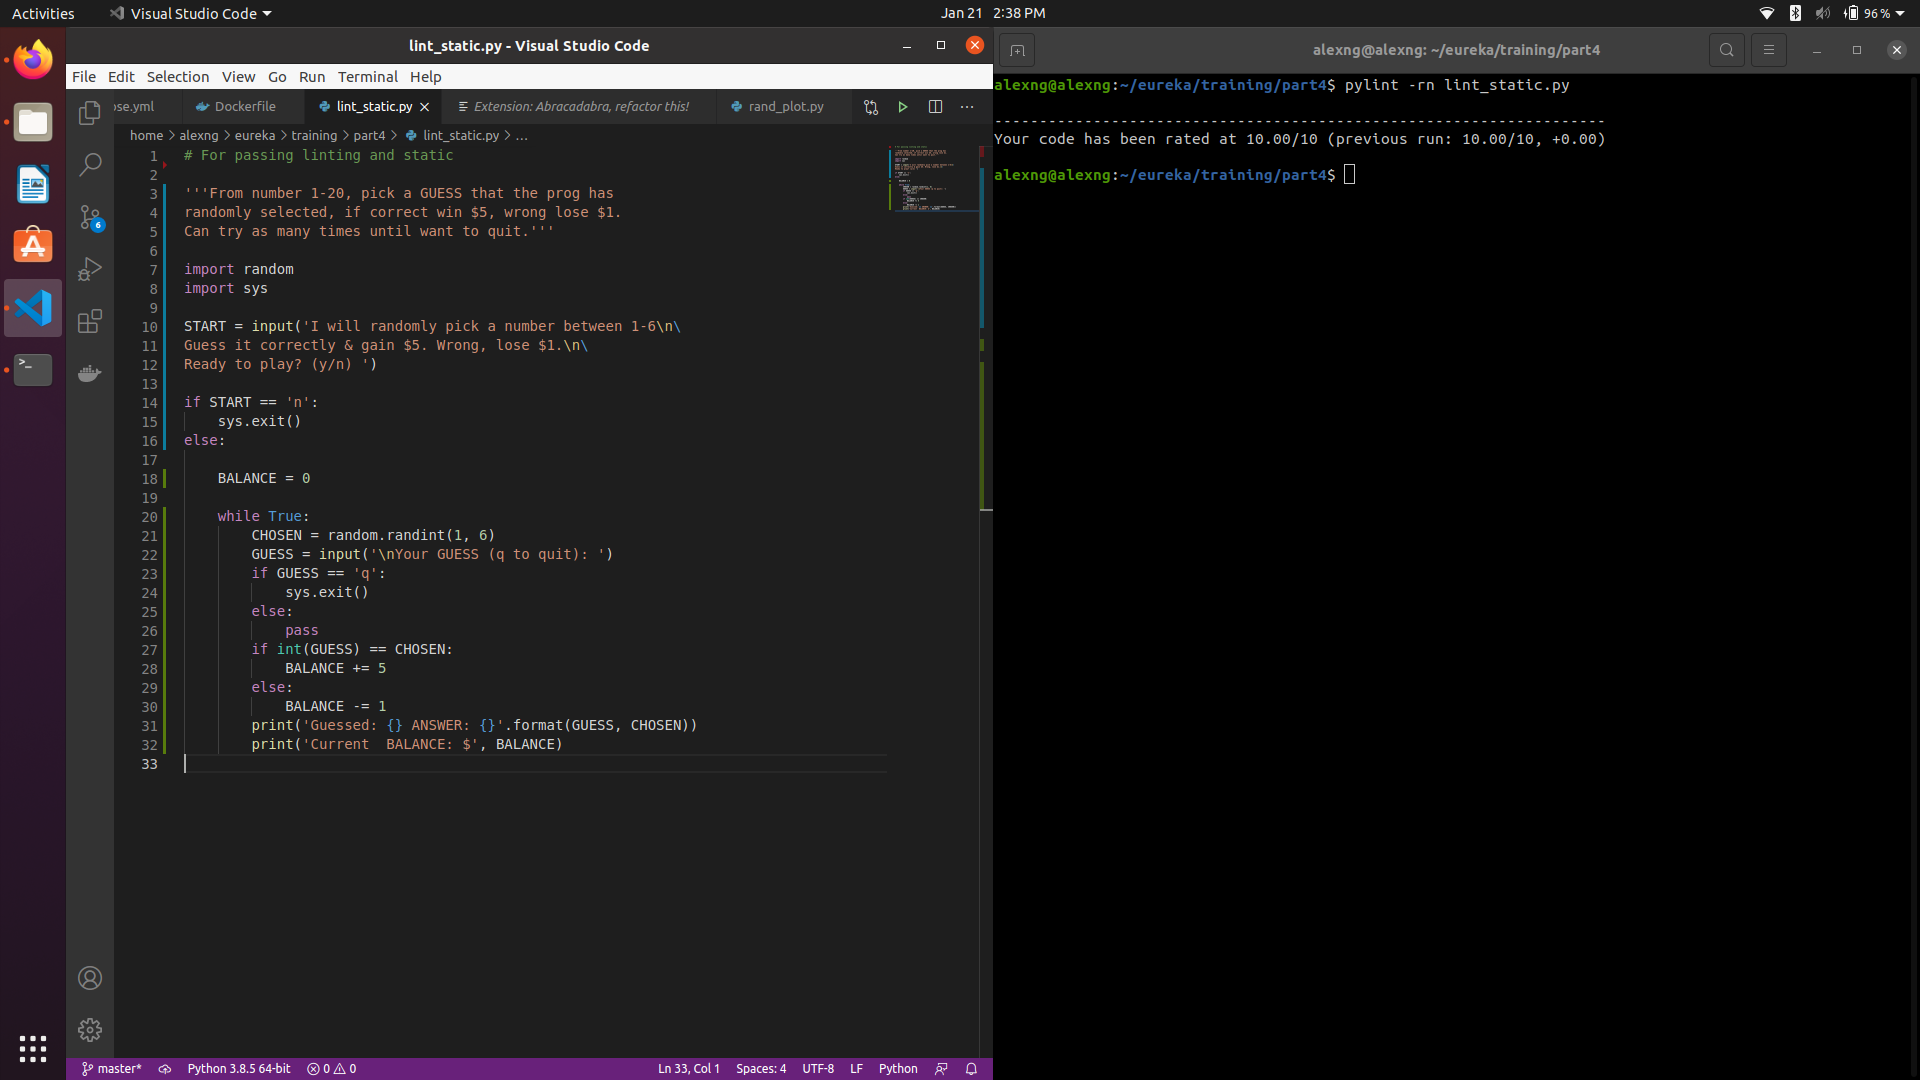 Activities
Visual Studio Code
Jan 21 2:38 PM
96 %
lint_static.py - Visual Studio Code
File Edit Selection View Go Run Terminal Help
ose.yml Dockerfile lint_static.py Extension: Abracadabra, refactor this! rand_plot.py
home > alexng > eureka > training > part4 > lint_static.py > ...
1 # For passing linting and static
2
3 '''From number 1-20, pick a GUESS that the prog has
4 randomly selected, if correct win $5, wrong lose $1.
5 Can try as many times until want to quit.'''
6
7 import random
8 import sys
9
10 START = input('I will randomly pick a number between 1-6\n\
11 Guess it correctly & gain $5. Wrong, lose $1.\n\
12 Ready to play? (y/n) ')
13
14 if START == 'n':
15     sys.exit()
16 else:
17
18     BALANCE = 0
19
20     while True:
21         CHOSEN = random.randint(1, 6)
22         GUESS = input('\nYour GUESS (q to quit): ')
23         if GUESS == 'q':
24             sys.exit()
25         else:
26             pass
27         if int(GUESS) == CHOSEN:
28             BALANCE += 5
29         else:
30             BALANCE -= 1
31         print('Guessed: {} ANSWER: {}'.format(GUESS, CHOSEN))
32         print('Current  BALANCE: $', BALANCE)
33
6
master* Python 3.8.5 64-bit 0 0 Ln 33, Col 1 Spaces: 4 UTF-8 LF Python
alexng@alexng: ~/eureka/training/part4
alexng@alexng:~/eureka/training/part4$ pylint -rn lint_static.py
--------------------------------------------------------------------
Your code has been rated at 10.00/10 (previous run: 10.00/10, +0.00)
alexng@alexng:~/eureka/training/part4$